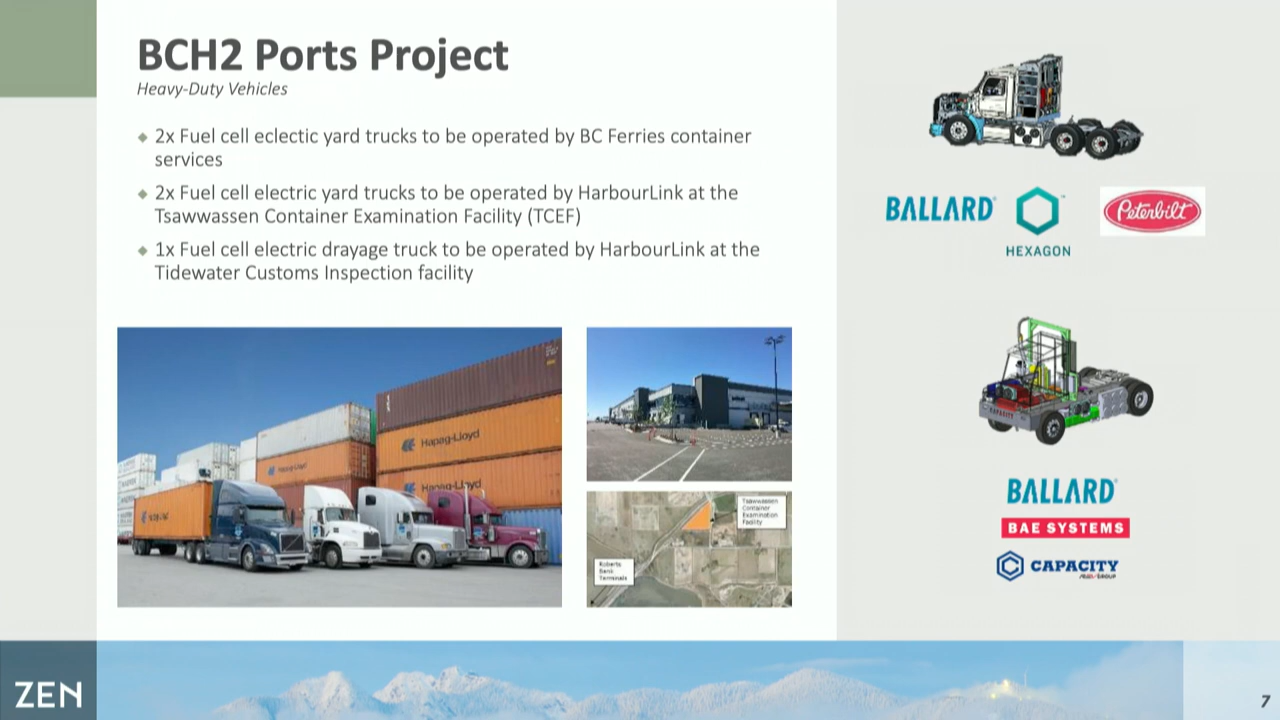 BCH2 Ports Project
Heavy-Duty Vehicles
2x Fuel cell eclectic yard trucks to be operated by BC Ferries container
services
2x Fuel cell electric yard trucks to be operated by HarbourLink at the
Tsawwassen Container Examination Facility (TCEF)
1x Fuel cell electric drayage truck to be operated by HarbourLink at the
Tidewater Customs Inspection facility
BALLARD
HEXAGON
Peterbilt
Hapag-Lloyd
Hapag-Lloyd
Hapag-Lloyd
Tsawwassen
Container
Examination
Facility
Roberts
Bank
Terminals
CAPACITY
BALLARD
BAE SYSTEMS
CAPACITY
GROUP
ZEN
7